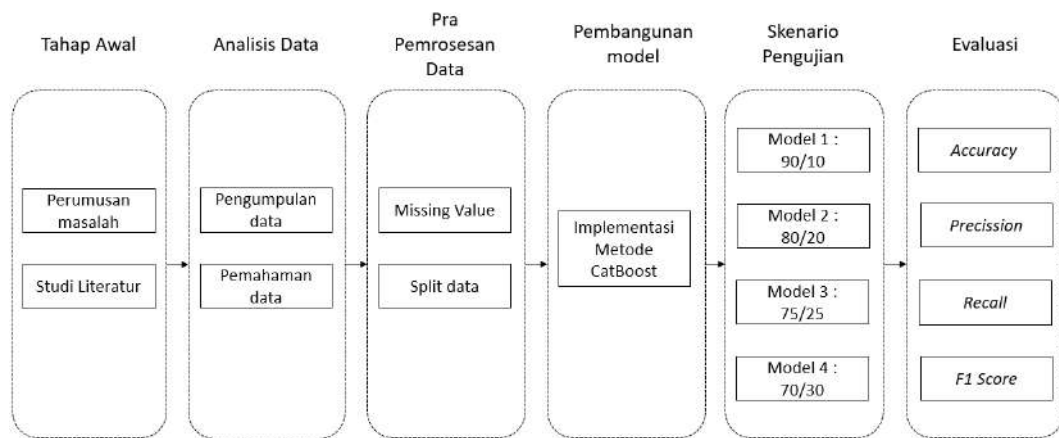 Tahap Awal
Analisis Data
Pra
Pemrosesan
Data
Pembangunan
model
Skenario
Pengujian
Evaluasi
Perumusan
masalah
Studi Literatur
Pengumpulan
data
Pemahaman
data
Missing Value
Split data
Implementasi
Metode
CatBoost
Model 1 :
90/10
Model 2 :
80/20
Model 3 :
75/25
Model 4 :
70/30
Accuracy
Precission
Recall
F1 Score